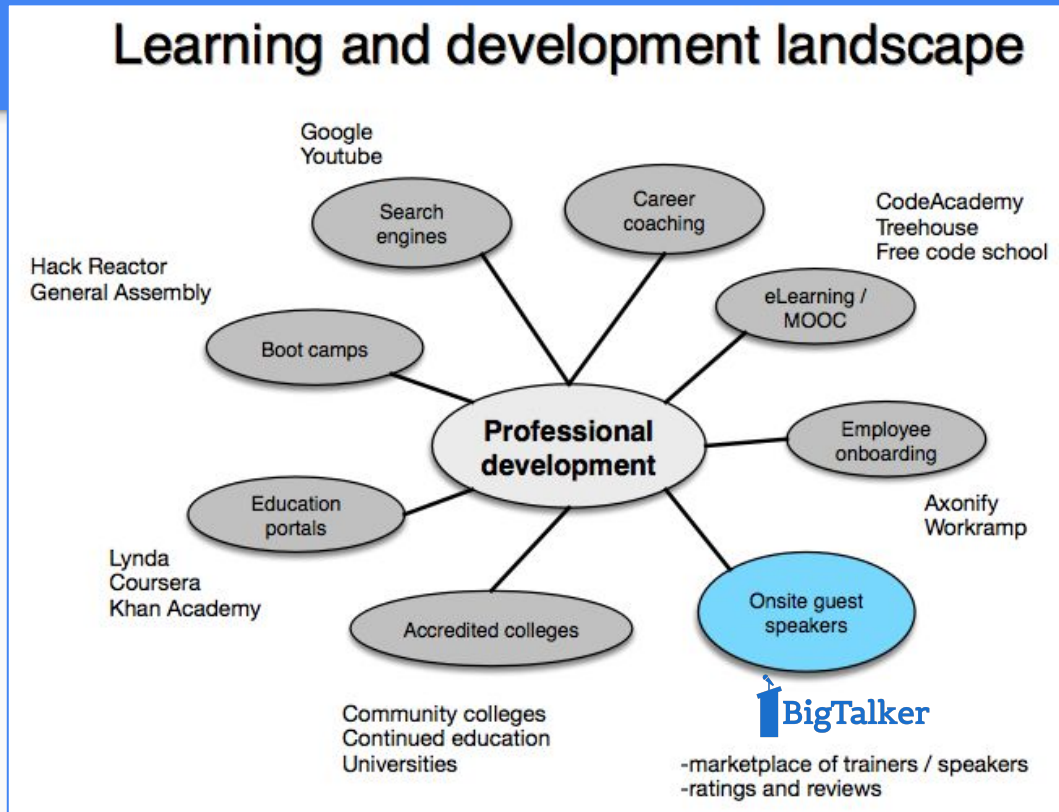 Learning and development landscape
Google
Youtube
Search
engines
Career
coaching
CodeAcademy
Treehouse
Free code school
Hack Reactor
General Assembly
eLearning /
MOOC
Boot camps
Professional
development
Employee
onboarding
Axonify
Workramp
Education
portals
Lynda
Coursera
Khan Academy
Accredited colleges
Onsite guest
speakers
Community colleges
Continued education
Universities
BigTalker
-marketplace of trainers / speakers
-ratings and reviews